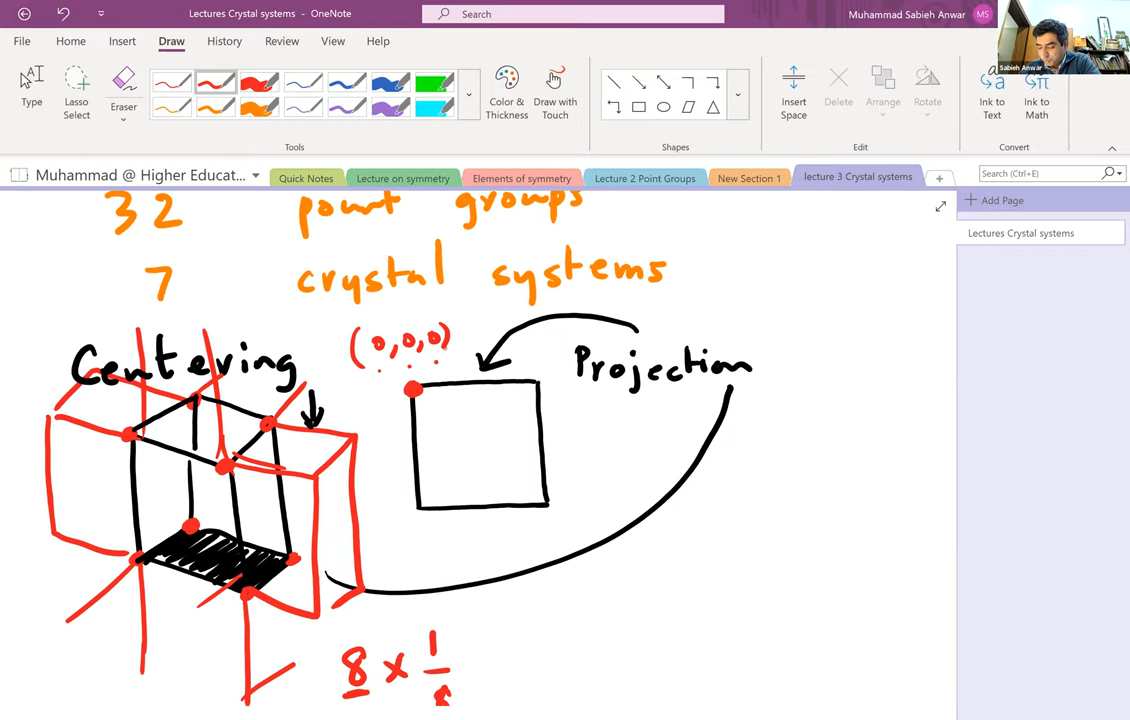 Lectures Crystal systems - OneNote
Search
Muhammad Sabieh Anwar
MS
File Home Insert Draw History Review View Help
Sabieh Anwar
Type
Lasso Select
Eraser
Color & Thickness
Draw with Touch
Insert Space
Delete
Arrange
Rotate
Ink to Text
Ink to Math
Tools
Shapes
Edit
Convert
Muhammad @ Higher Educat...
Quick Notes
Lecture on symmetry
Elements of symmetry
Lecture 2 Point Groups
New Section 1
lecture 3 Crystal systems
Search (Ctrl+E)
Add Page
Lectures Crystal systems
32 point groups
7 crystal systems
Centering
(0,0,0)
Projection
8 x 1